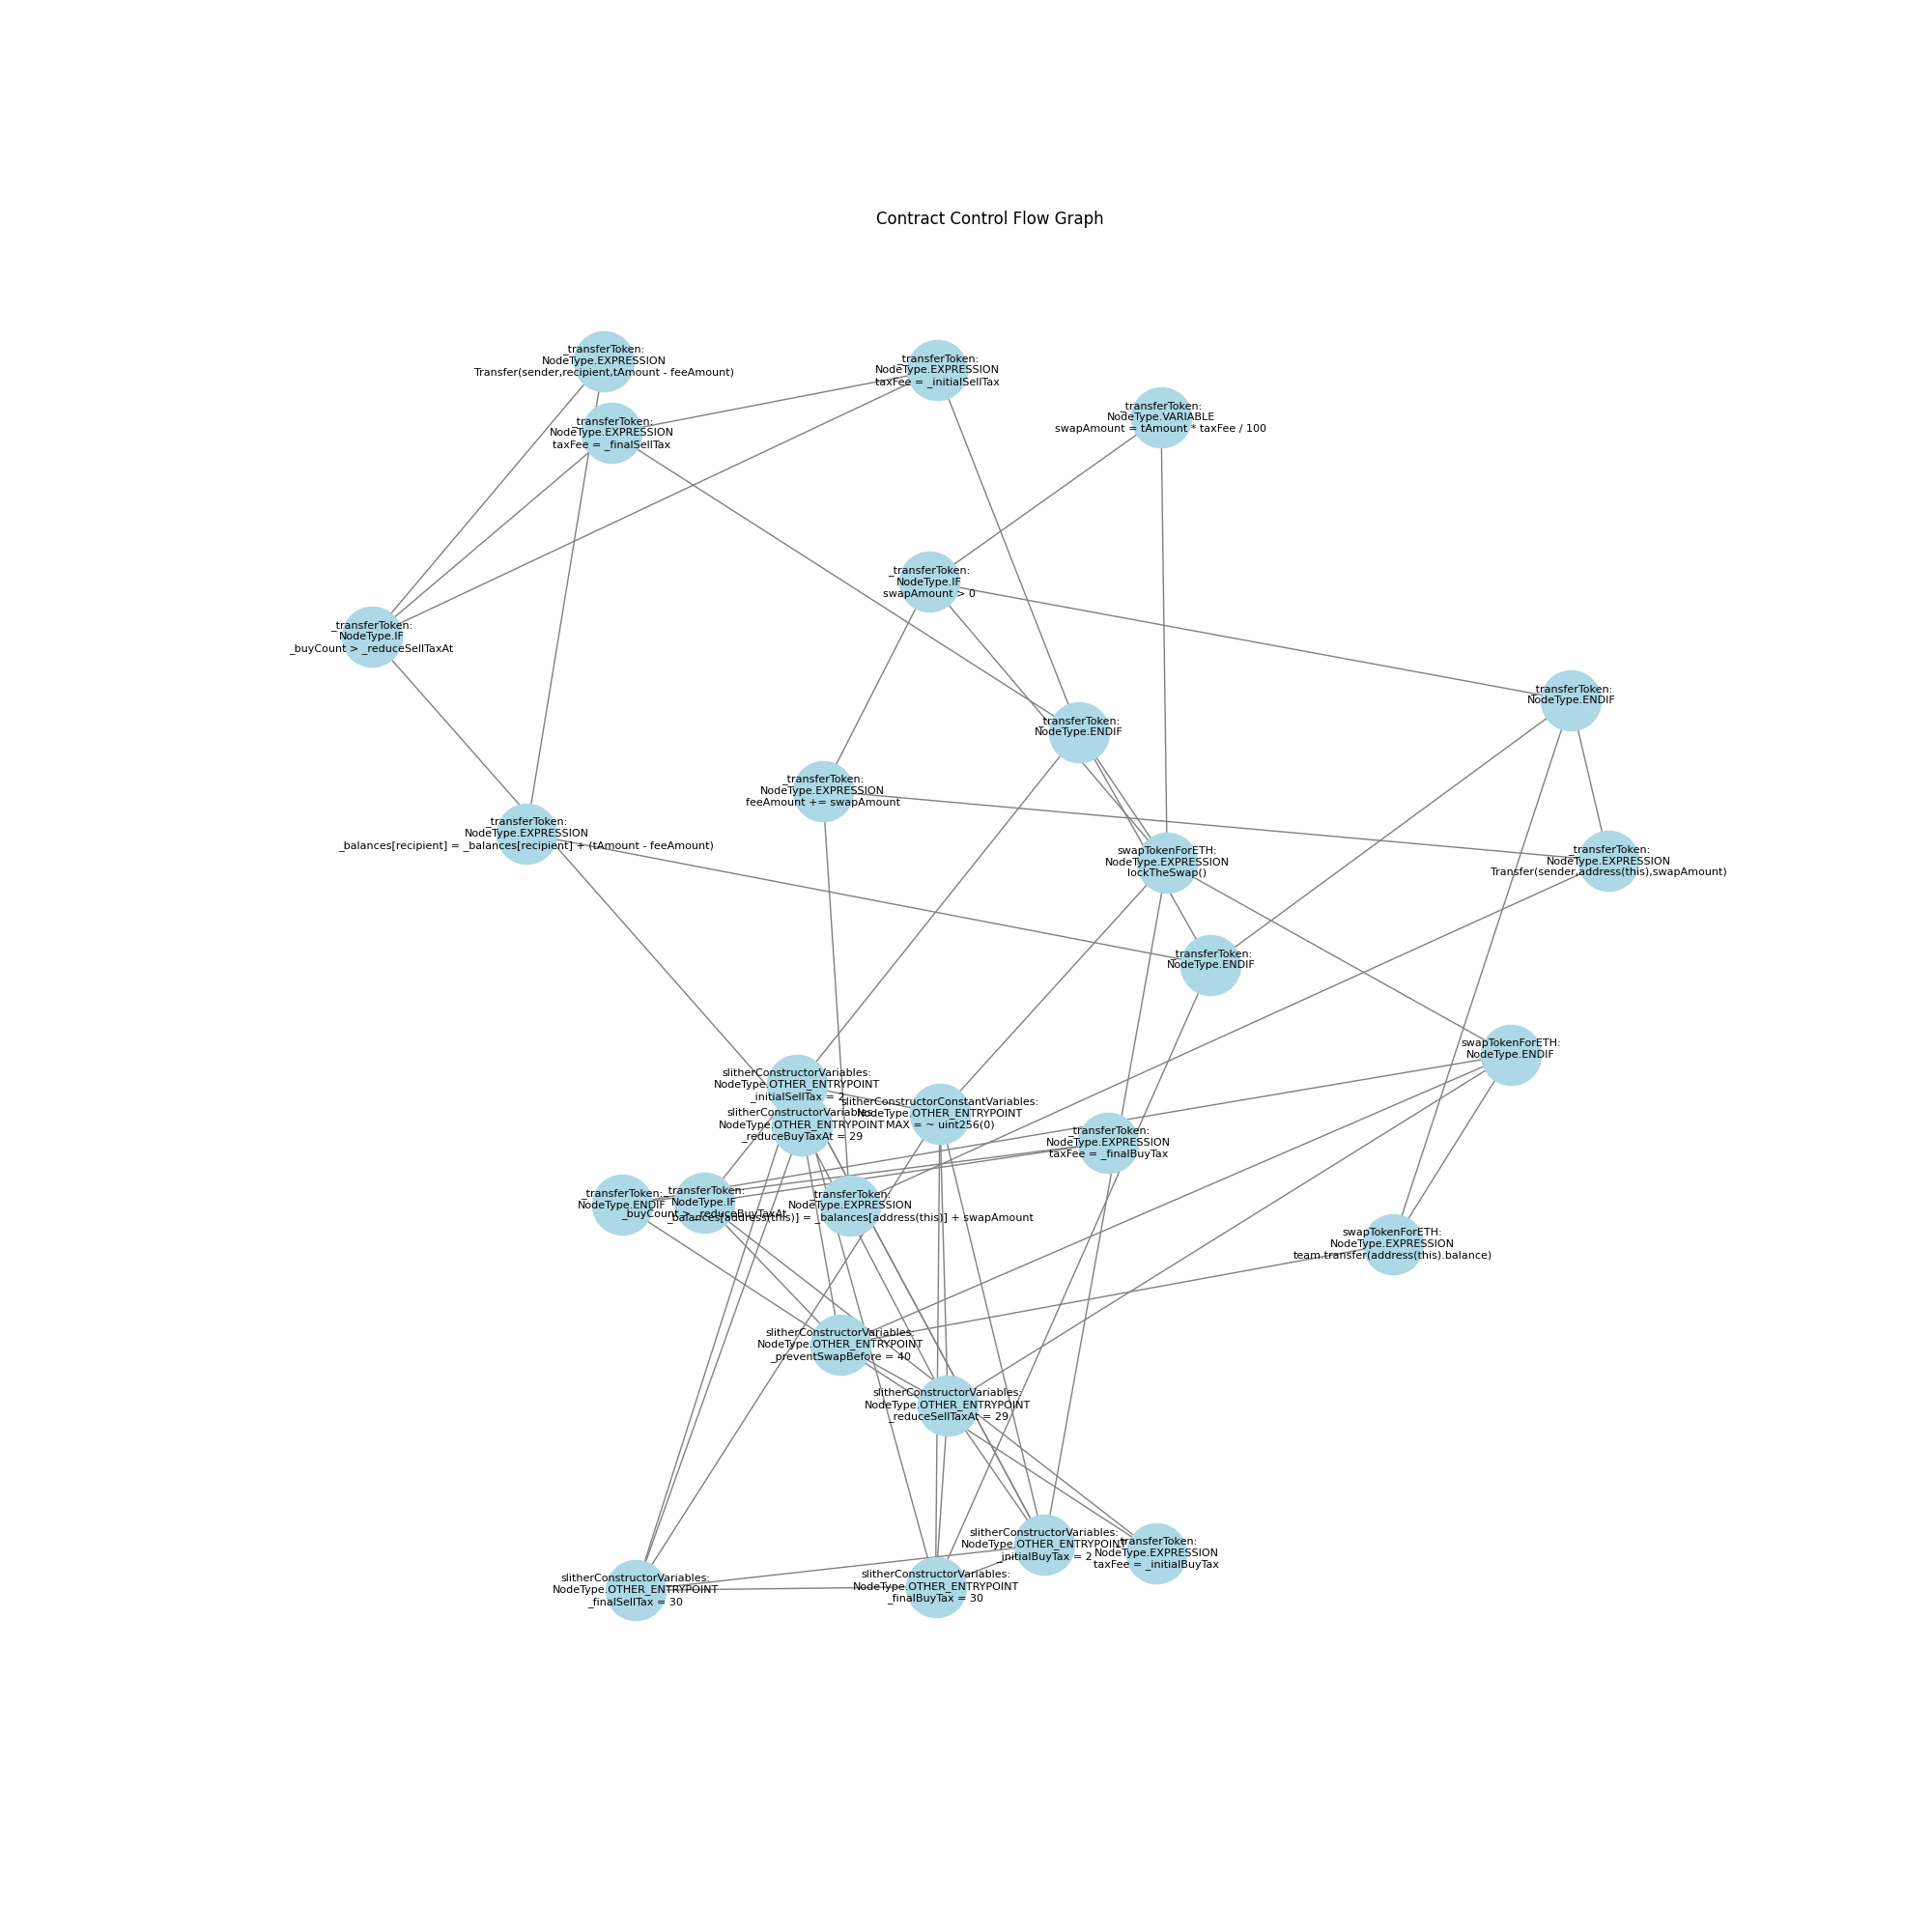 Contract Control Flow Graph
_transferToken:
NodeType.EXPRESSION
Transfer(sender,recipient,tAmount - feeAmount)
_transferToken:
NodeType.EXPRESSION
taxFee = _initialSellTax
_transferToken:
NodeType.VARIABLE
swapAmount = tAmount * taxFee / 100
_transferToken:
NodeType.EXPRESSION
taxFee = _finalSellTax
_transferToken:
NodeType.IF
swapAmount > 0
_transferToken:
NodeType.IF
_buyCount > _reduceSellTaxAt
_transferToken:
NodeType.ENDIF
_transferToken:
NodeType.ENDIF
_transferToken:
NodeType.EXPRESSION
feeAmount += swapAmount
_transferToken:
NodeType.EXPRESSION
_balances[recipient] = _balances[recipient] + (tAmount - feeAmount)
swapTokenForETH:
NodeType.EXPRESSION
lockTheSwap()
_transferToken:
NodeType.EXPRESSION
Transfer(sender,address(this),swapAmount)
_transferToken:
NodeType.ENDIF
swapTokenForETH:
NodeType.ENDIF
slitherConstructorVariables:
NodeType.OTHER_ENTRYPOINT
_initialSellTax = 2
slitherConstructorConstantVariables:
NodeType.OTHER_ENTRYPOINT
MAX = ~ uint256(0)
slitherConstructorVariables:
NodeType.OTHER_ENTRYPOINT
_reduceBuyTaxAt = 29
_transferToken:
NodeType.EXPRESSION
taxFee = _finalBuyTax
_transferToken:
NodeType.ENDIF
_transferToken:
NodeType.IF
_buyCount > _reduceBuyTaxAt
_transferToken:
NodeType.EXPRESSION
_balances[address(this)] = _balances[address(this)] + swapAmount
swapTokenForETH:
NodeType.EXPRESSION
team.transfer(address(this).balance)
slitherConstructorVariables:
NodeType.OTHER_ENTRYPOINT
_preventSwapBefore = 40
slitherConstructorVariables:
NodeType.OTHER_ENTRYPOINT
_reduceSellTaxAt = 29
slitherConstructorVariables:
NodeType.OTHER_ENTRYPOINT
_initialBuyTax = 2
_transferToken:
NodeType.EXPRESSION
taxFee = _initialBuyTax
slitherConstructorVariables:
NodeType.OTHER_ENTRYPOINT
_finalSellTax = 30
slitherConstructorVariables:
NodeType.OTHER_ENTRYPOINT
_finalBuyTax = 30